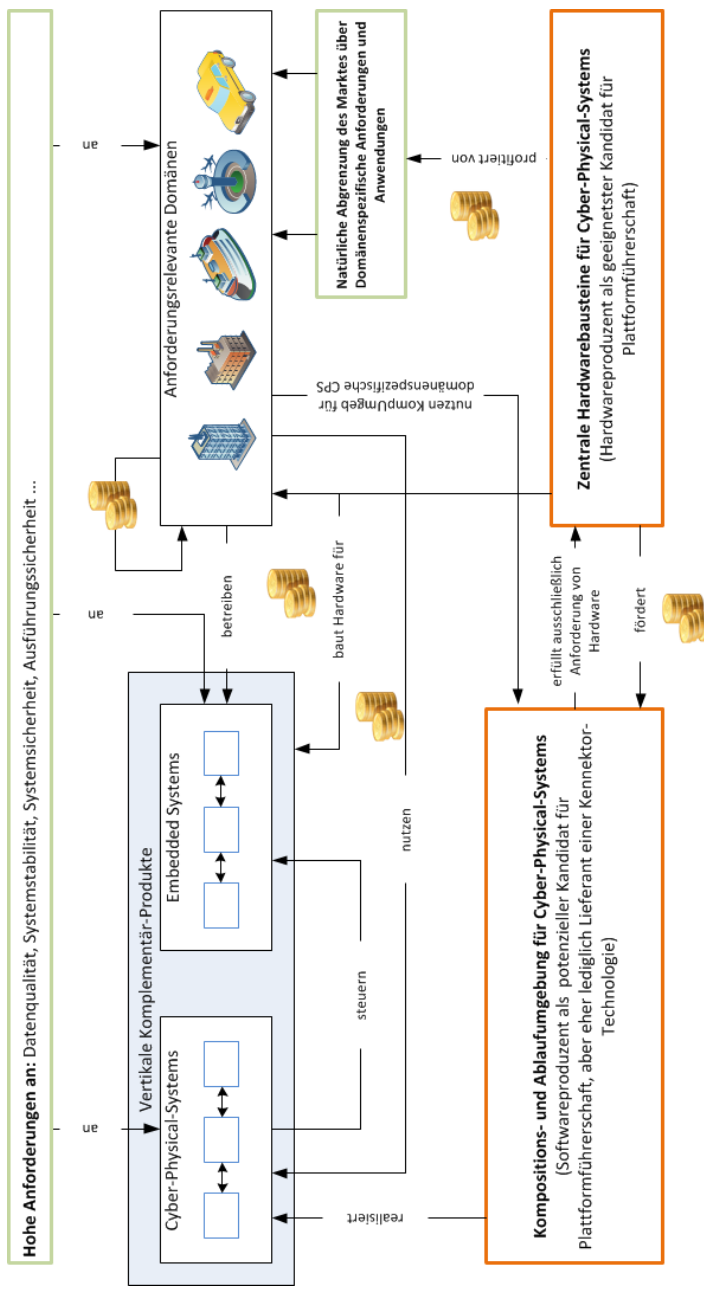 Hohe Anforderungen an: Datenqualität, Systemstabilität, Systemsicherheit, Ausführungssicherheit ...
an
an
an
Vertikale Komplementär-Produkte
Cyber-Physical-Systems
Embedded Systems
betreiben
Anforderungsrelevante Domänen
steuern
baut Hardware für
nutzen KompUmgeb für
domänenspezifische CPS
Natürliche Abgrenzung des Marktes über
Domänenspezifische Anforderungen und
Anwendungen
nutzen
realisiert
profitiert von
Kompositions- und Ablaufumgebung für Cyber-Physical-Systems
(Softwareproduzent als potenzieller Kandidat für
Plattformführerschaft, aber eher lediglich Lieferant einer Kennektor-
Technologie)
erfüllt ausschließlich
Anforderung von
Hardware
fördert
Zentrale Hardwarebausteine für Cyber-Physical-Systems
(Hardwareproduzent als geeignetster Kandidat für
Plattformführerschaft)